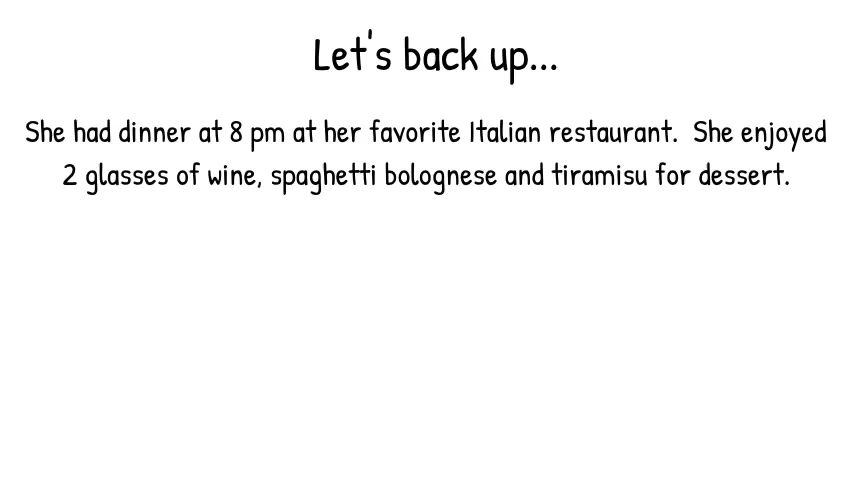 Let's back up...
She had dinner at 8 pm at her favorite Italian restaurant.  She enjoyed
2 glasses of wine, spaghetti bolognese and tiramisu for dessert.